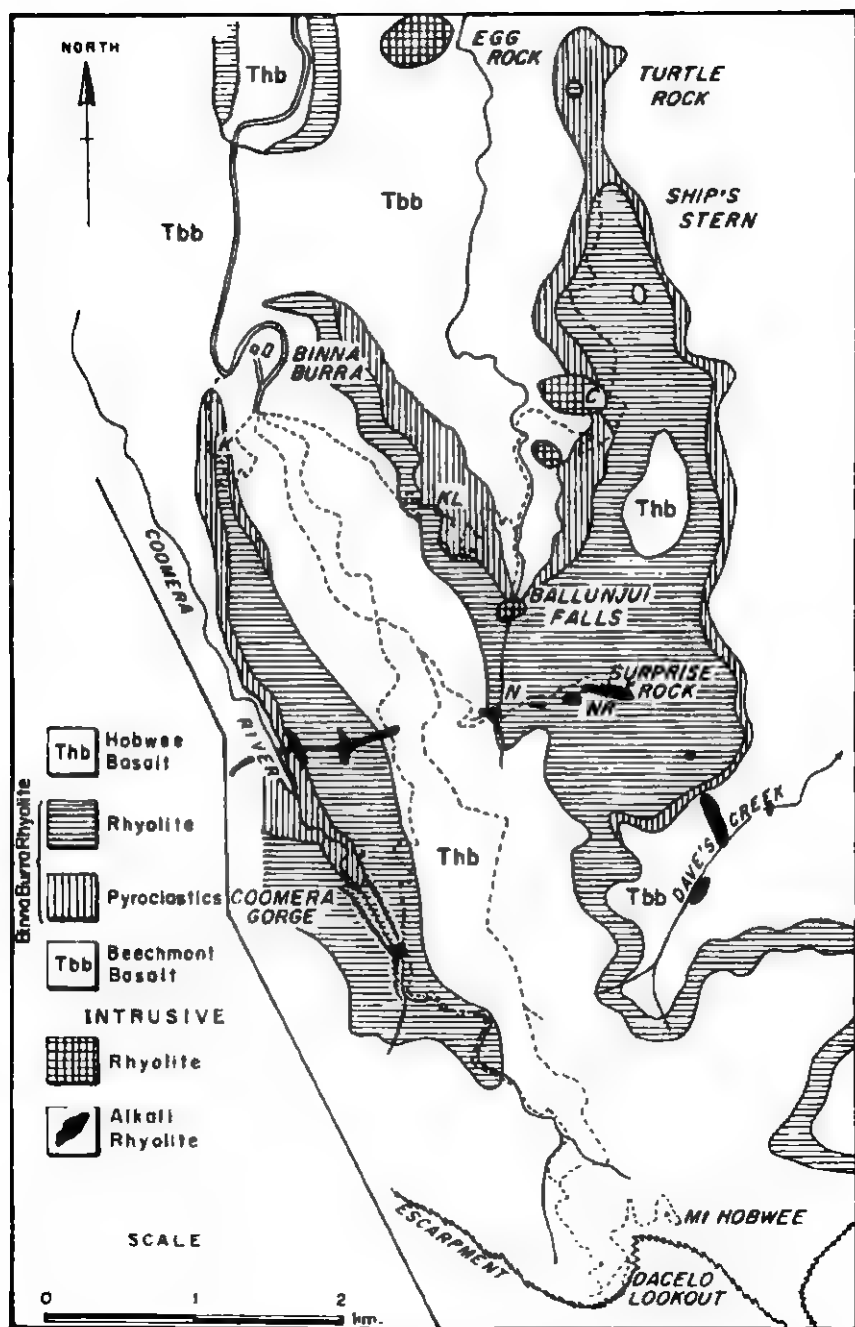 NORTH
EGG
ROCK
Thb
TURTLE
ROCK
Tbb
Tbb
SHIP'S
STERN
D
BINNA
BURRA
C
K
KL
Thb
COOMERA
RIVER
BALLUNJUI
FALLS
N
SURPRISE
ROCK
NR
Thb
DAVE'S CREEK
Tbb
COOMERA
GORGE
Binna Burra Rhyolite
Thb Hobwee
Basalt
Rhyolite
Pyroclastics
Tbb Beechmont
Basalt
INTRUSIVE
Rhyolite
Alkali
Rhyolite
SCALE
0 1 2
km.
ESCARPMENT
Mt HOBWEE
DACELO
LOOKOUT